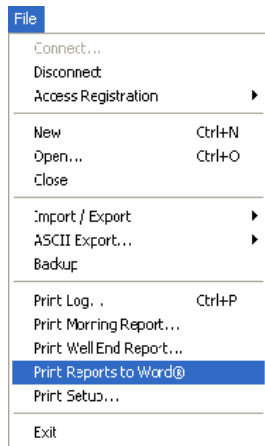 File
Connect...
Disconnect
Access Registration
New Ctrl+N
Open... Ctrl+O
Close
Import / Export
ASCII Export...
Backup
Print Log... Ctrl+P
Print Morning Report...
Print Well End Report...
Print Reports to Word®
Print Setup...
Exit